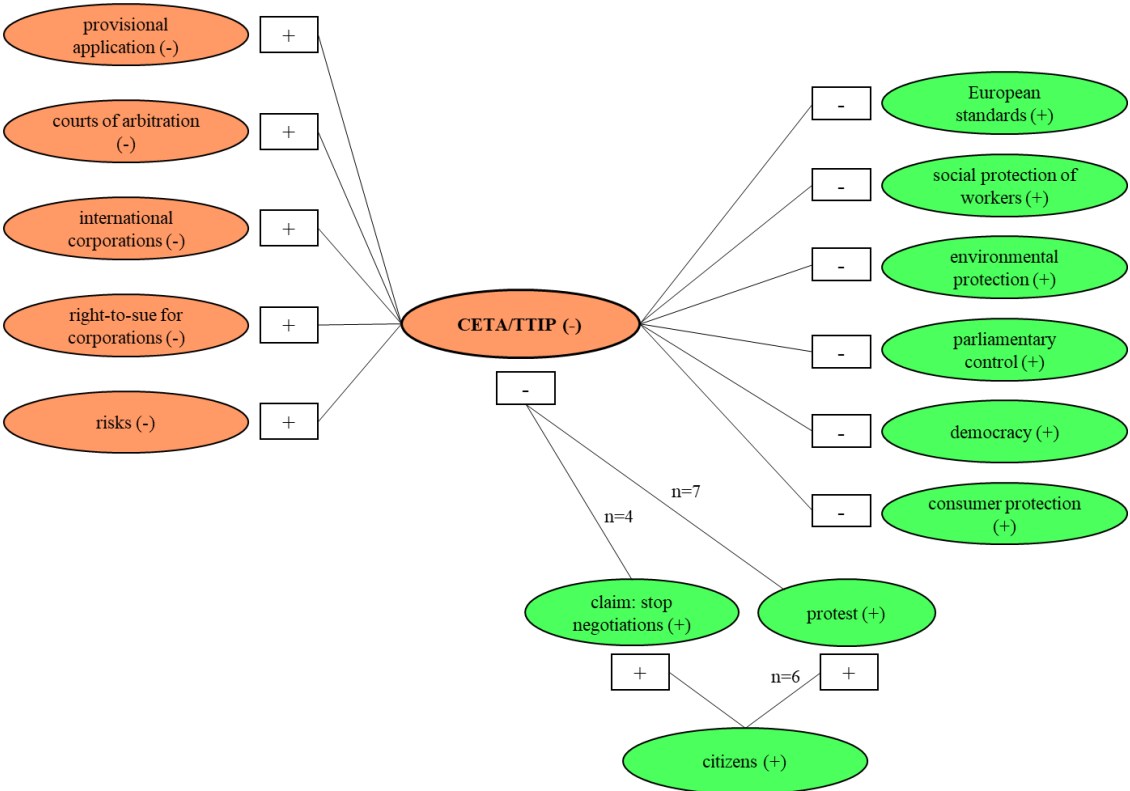 provisional
application (-)
+
courts of arbitration
(-)
+
international
corporations (-)
+
right-to-sue for
corporations (-)
+
risks (-)
+
CETA/TTIP (-)
-
-
European
standards (+)
-
social protection of
workers (+)
-
environmental
protection (+)
-
parliamentary
control (+)
-
democracy (+)
-
consumer protection
(+)
n=7
n=4
claim: stop
negotiations (+)
protest (+)
+
n=6
+
citizens (+)